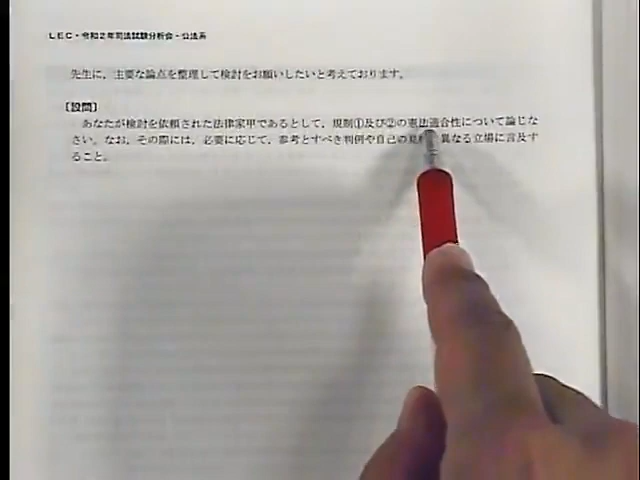 LEC・令和2年司法試験分析会・公法系
先生に、主要な論点を整理して検討をお願いしたいと考えております。
〔設問〕
あなたが検討を依頼された法律家甲であるとして、規制①及び②の憲法適合性について論じな
さい。なお、その際には、必要に応じて、参考とすべき判例や自己の見解と異なる立場に言及す
ること。